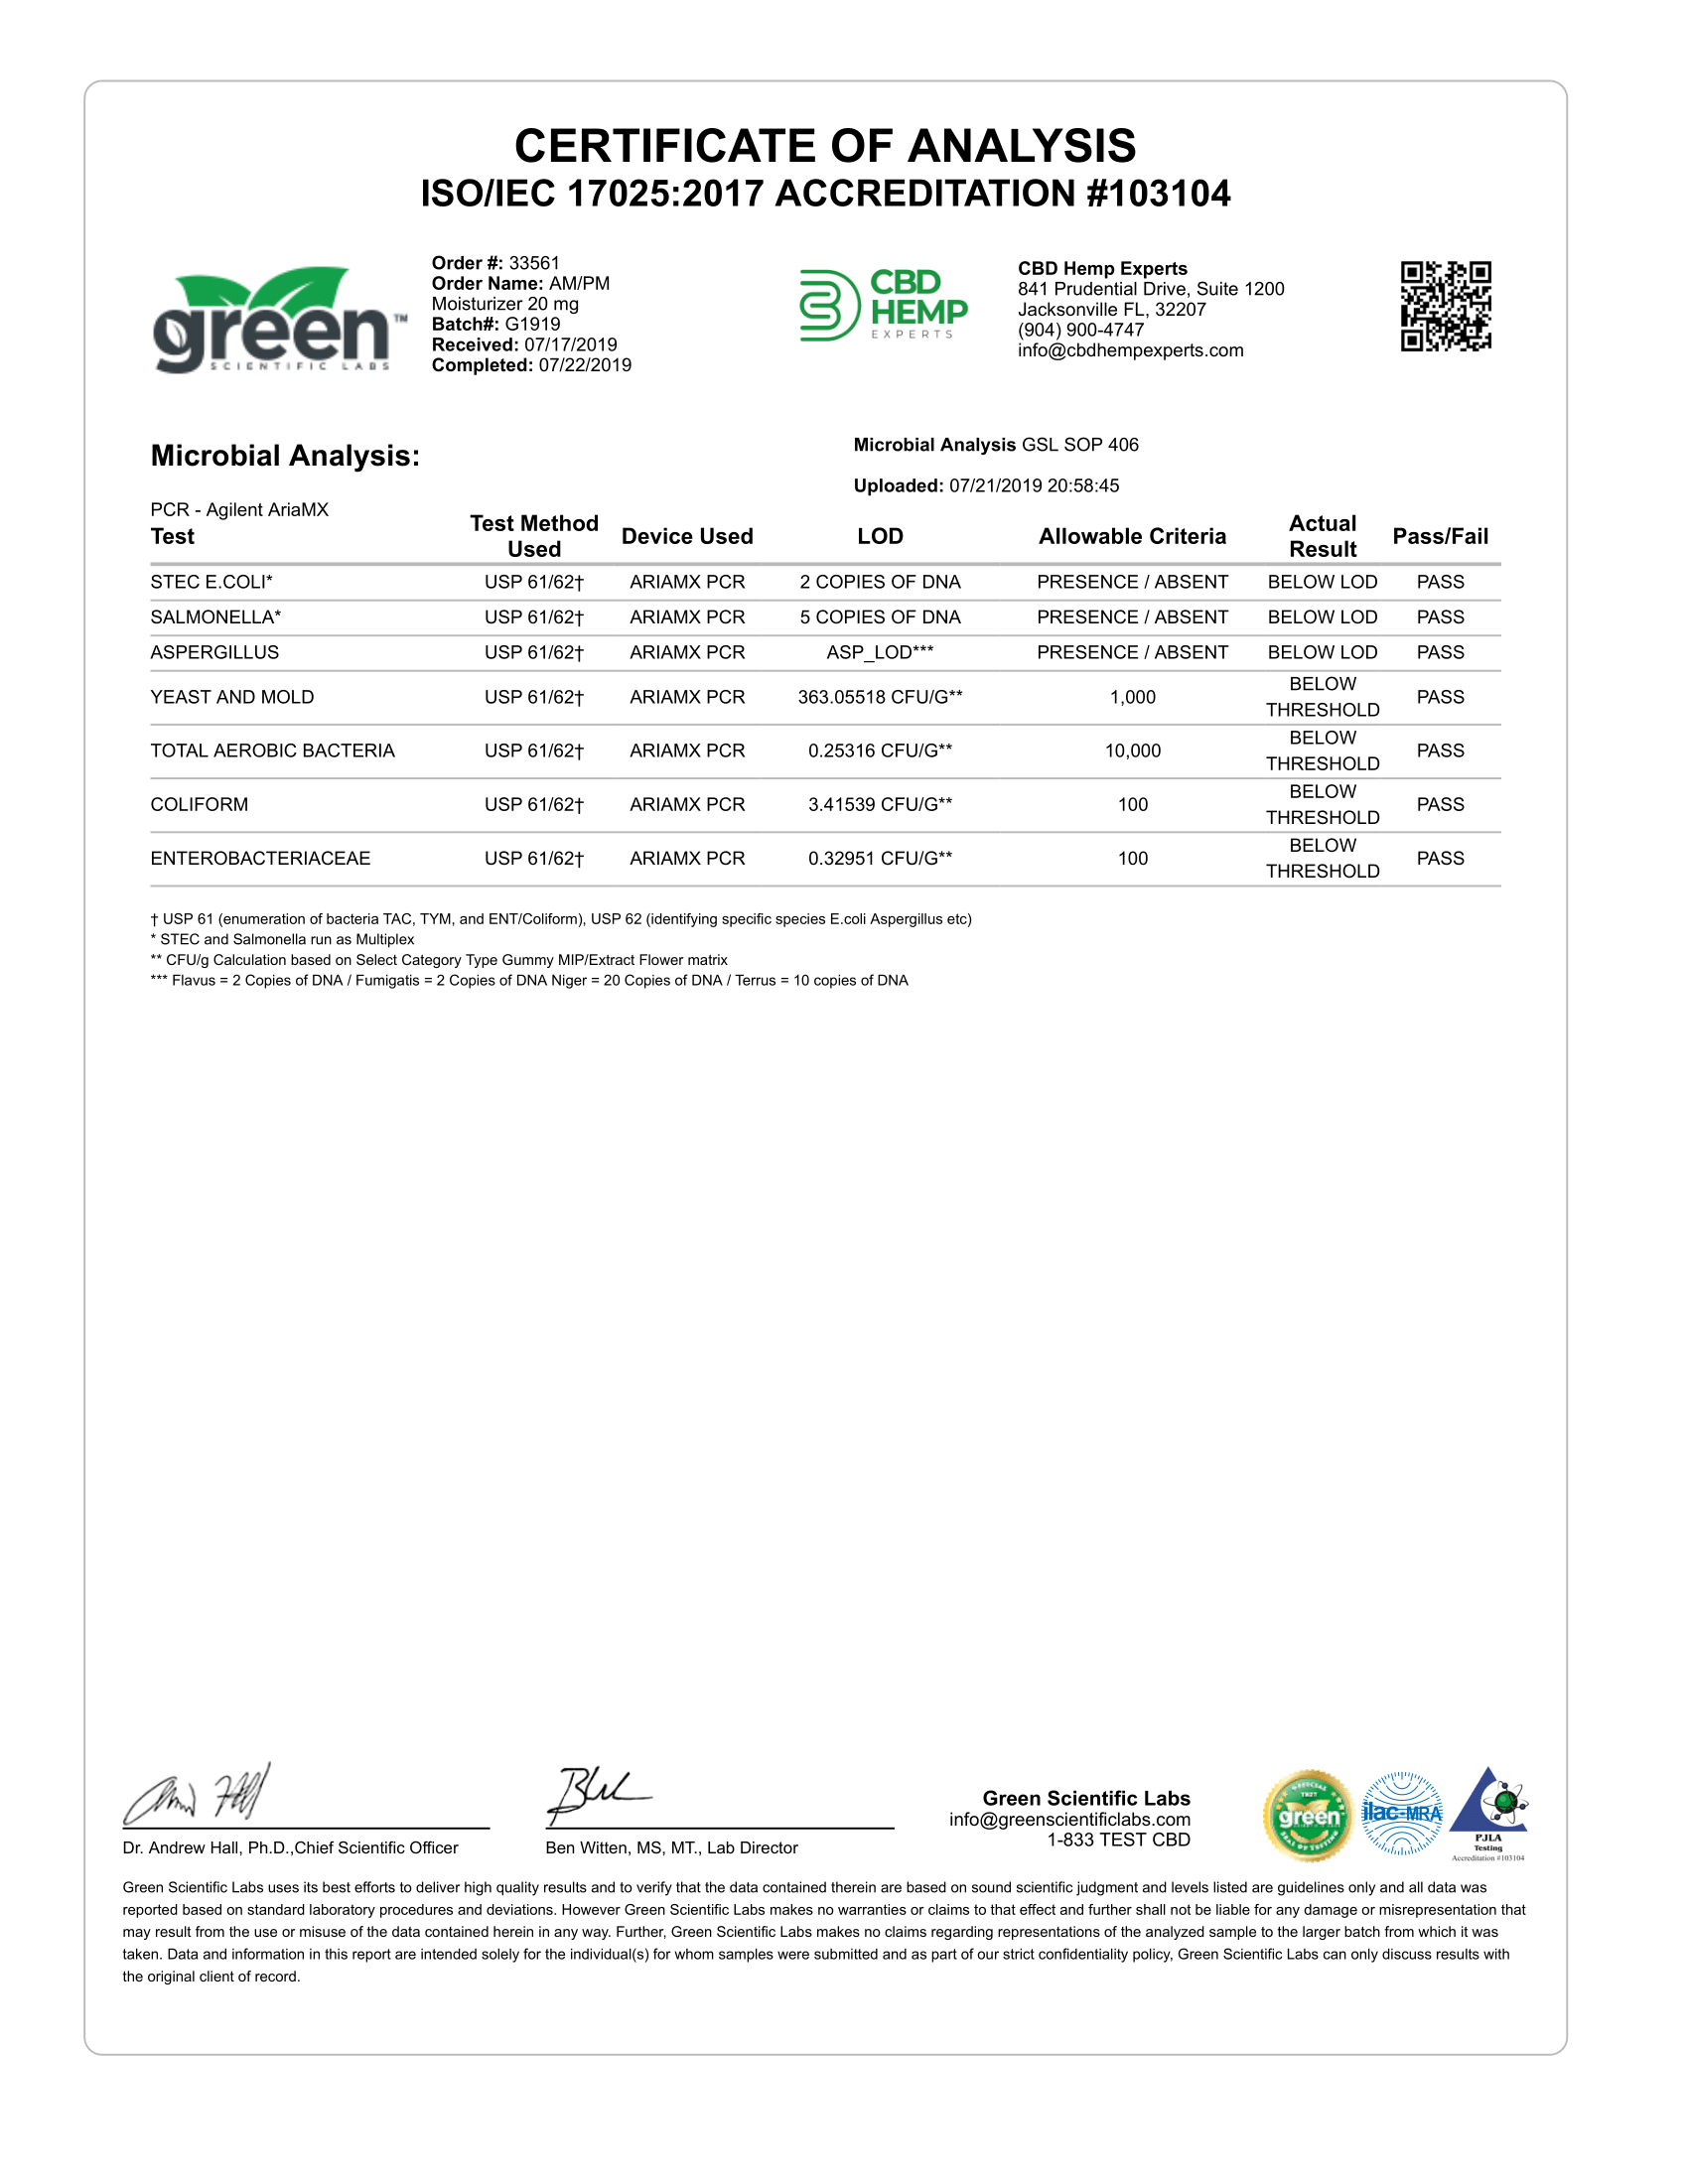 CERTIFICATE OF ANALYSIS
ISO/IEC 17025:2017 ACCREDITATION #103104
green ™
SCIENTIFIC LABS
Order #: 33561
Order Name: AM/PM
Moisturizer 20 mg
Batch#: G1919
Received: 07/17/2019
Completed: 07/22/2019
CBD
HEMP
EXPERTS
CBD Hemp Experts
841 Prudential Drive, Suite 1200
Jacksonville FL, 32207
(904) 900-4747
info@cbdhempexperts.com
Microbial Analysis:
Microbial Analysis GSL SOP 406
Uploaded: 07/21/2019 20:58:45
PCR - Agilent AriaMX
Test Test Method Used Device Used LOD Allowable Criteria Actual Result Pass/Fail
STEC E.COLI* USP 61/62† ARIAMX PCR 2 COPIES OF DNA PRESENCE / ABSENT BELOW LOD PASS
SALMONELLA* USP 61/62† ARIAMX PCR 5 COPIES OF DNA PRESENCE / ABSENT BELOW LOD PASS
ASPERGILLUS USP 61/62† ARIAMX PCR ASP_LOD*** PRESENCE / ABSENT BELOW LOD PASS
YEAST AND MOLD USP 61/62† ARIAMX PCR 363.05518 CFU/G** 1,000 BELOW THRESHOLD PASS
TOTAL AEROBIC BACTERIA USP 61/62† ARIAMX PCR 0.25316 CFU/G** 10,000 BELOW THRESHOLD PASS
COLIFORM USP 61/62† ARIAMX PCR 3.41539 CFU/G** 100 BELOW THRESHOLD PASS
ENTEROBACTERIACEAE USP 61/62† ARIAMX PCR 0.32951 CFU/G** 100 BELOW THRESHOLD PASS
† USP 61 (enumeration of bacteria TAC, TYM, and ENT/Coliform), USP 62 (identifying specific species E.coli Aspergillus etc)
* STEC and Salmonella run as Multiplex
** CFU/g Calculation based on Select Category Type Gummy MIP/Extract Flower matrix
*** Flavus = 2 Copies of DNA / Fumigatis = 2 Copies of DNA Niger = 20 Copies of DNA / Terrus = 10 copies of DNA
Dr. Andrew Hall, Ph.D.,Chief Scientific Officer
Ben Witten, MS, MT., Lab Director
Green Scientific Labs
info@greenscientificlabs.com
1-833 TEST CBD
green
SEAL OF TESTING
ilac-MRA
PJLA
Testing
Accreditation #103104
Green Scientific Labs uses its best efforts to deliver high quality results and to verify that the data contained therein are based on sound scientific judgment and levels listed are guidelines only and all data was
reported based on standard laboratory procedures and deviations. However Green Scientific Labs makes no warranties or claims to that effect and further shall not be liable for any damage or misrepresentation that
may result from the use or misuse of the data contained herein in any way. Further, Green Scientific Labs makes no claims regarding representations of the analyzed sample to the larger batch from which it was
taken. Data and information in this report are intended solely for the individual(s) for whom samples were submitted and as part of our strict confidentiality policy, Green Scientific Labs can only discuss results with
the original client of record.